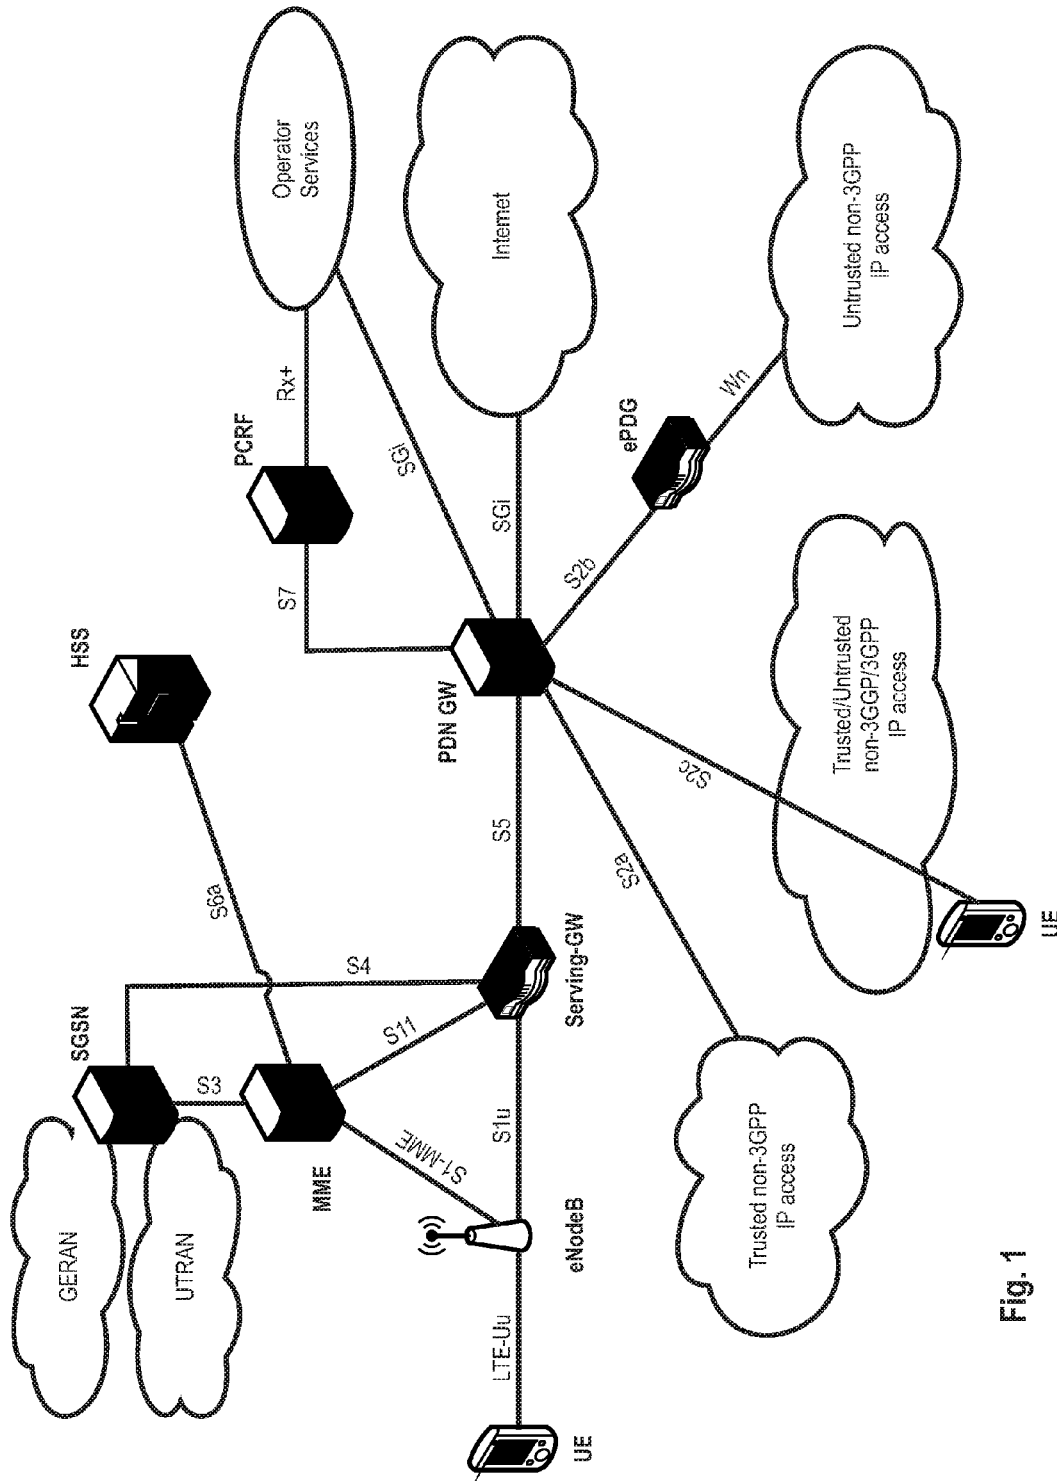 GERAN
UTRAN
SGSN
HSS
S3
S4
S6a
MME
S11
S1-MME
PCRF
S7
Rx+
Operator
Services
SGi
LTE-Uu
S1u
S5
SGi
Internet
UE
eNodeB
Serving-GW
PDN GW
S2a
S2c
S2b
ePDG
Wn
Trusted non-3GPP
IP access
Trusted/Untrusted
non-3GGP/3GPP
IP access
Untrusted non-3GPP
IP access
UE
Fig. 1